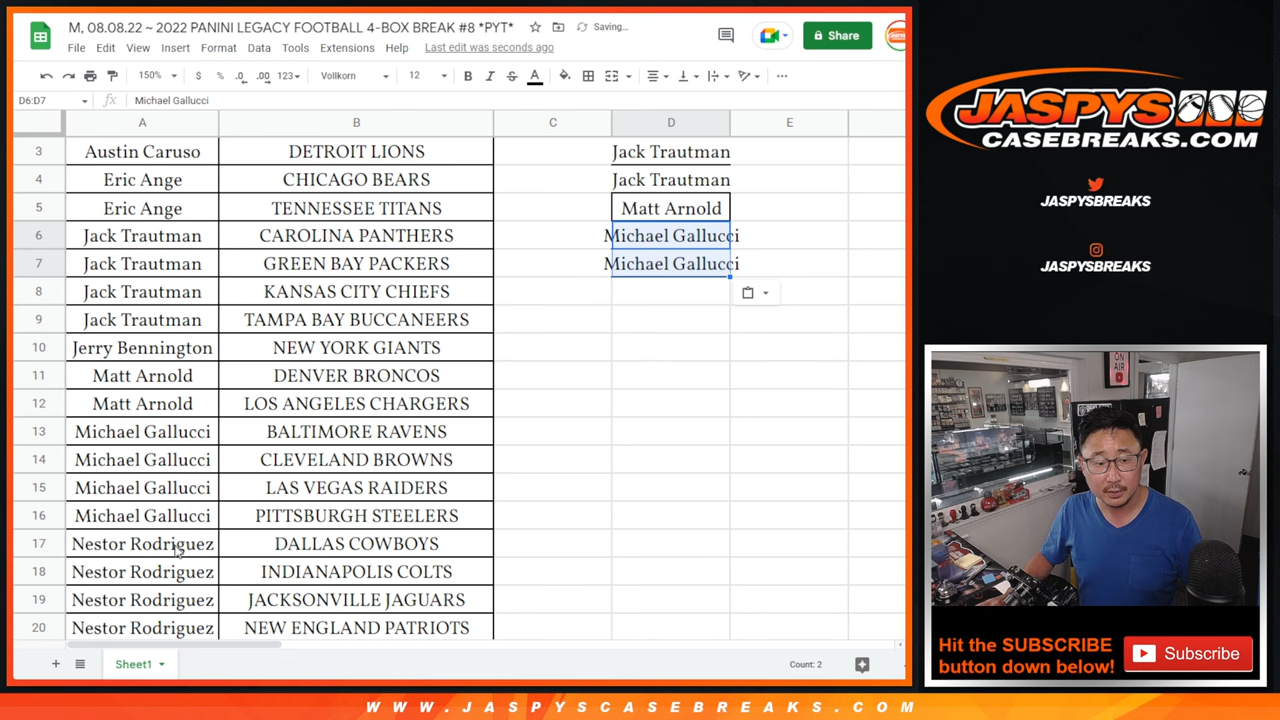 M, 08.08.22 ~ 2022 PANINI LEGACY FOOTBALL 4-BOX BREAK #8 *PYT*
Saving...
Share
File Edit View Insert Format Data Tools Extensions Help Last edit was seconds ago
150% $ % .0 .00 123 Vollkorn 12 B I S A
D6:D7 fx Michael Gallucci
A B C D E
3 Austin Caruso DETROIT LIONS Jack Trautman
4 Eric Ange CHICAGO BEARS Jack Trautman
5 Eric Ange TENNESSEE TITANS Matt Arnold
6 Jack Trautman CAROLINA PANTHERS Michael Gallucci
7 Jack Trautman GREEN BAY PACKERS Michael Gallucci
8 Jack Trautman KANSAS CITY CHIEFS
9 Jack Trautman TAMPA BAY BUCCANEERS
10 Jerry Bennington NEW YORK GIANTS
11 Matt Arnold DENVER BRONCOS
12 Matt Arnold LOS ANGELES CHARGERS
13 Michael Gallucci BALTIMORE RAVENS
14 Michael Gallucci CLEVELAND BROWNS
15 Michael Gallucci LAS VEGAS RAIDERS
16 Michael Gallucci PITTSBURGH STEELERS
17 Nestor Rodriguez DALLAS COWBOYS
18 Nestor Rodriguez INDIANAPOLIS COLTS
19 Nestor Rodriguez JACKSONVILLE JAGUARS
20 Nestor Rodriguez NEW ENGLAND PATRIOTS
Sheet1
Count: 2
JASPYS
CASEBREAKS.COM
JASPYSBREAKS
JASPYSBREAKS
ON AIR
Hit the SUBSCRIBE
button down below!
Subscribe
WWW.JASPYSCASEBREAKS.COM